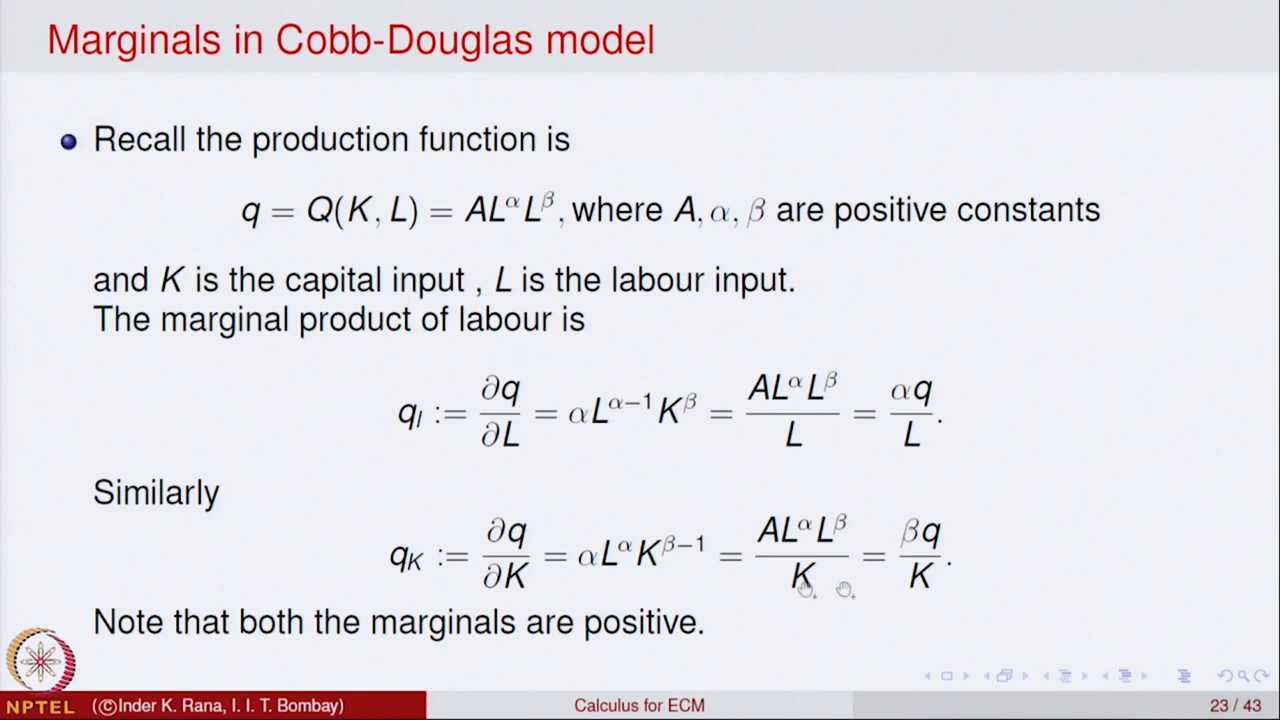 Marginals in Cobb-Douglas model
Recall the production function is
q = Q(K, L) = AL^α L^β, where A, α, β are positive constants
and K is the capital input , L is the labour input.
The marginal product of labour is
q_l := ∂q/∂L = αL^{α−1}K^β = AL^α L^β/L = αq/L.
Similarly
q_K := ∂q/∂K = αL^α K^{β−1} = AL^α L^β/K = βq/K.
Note that both the marginals are positive.
NPTEL (©Inder K. Rana, I. I. T. Bombay) Calculus for ECM 23 / 43